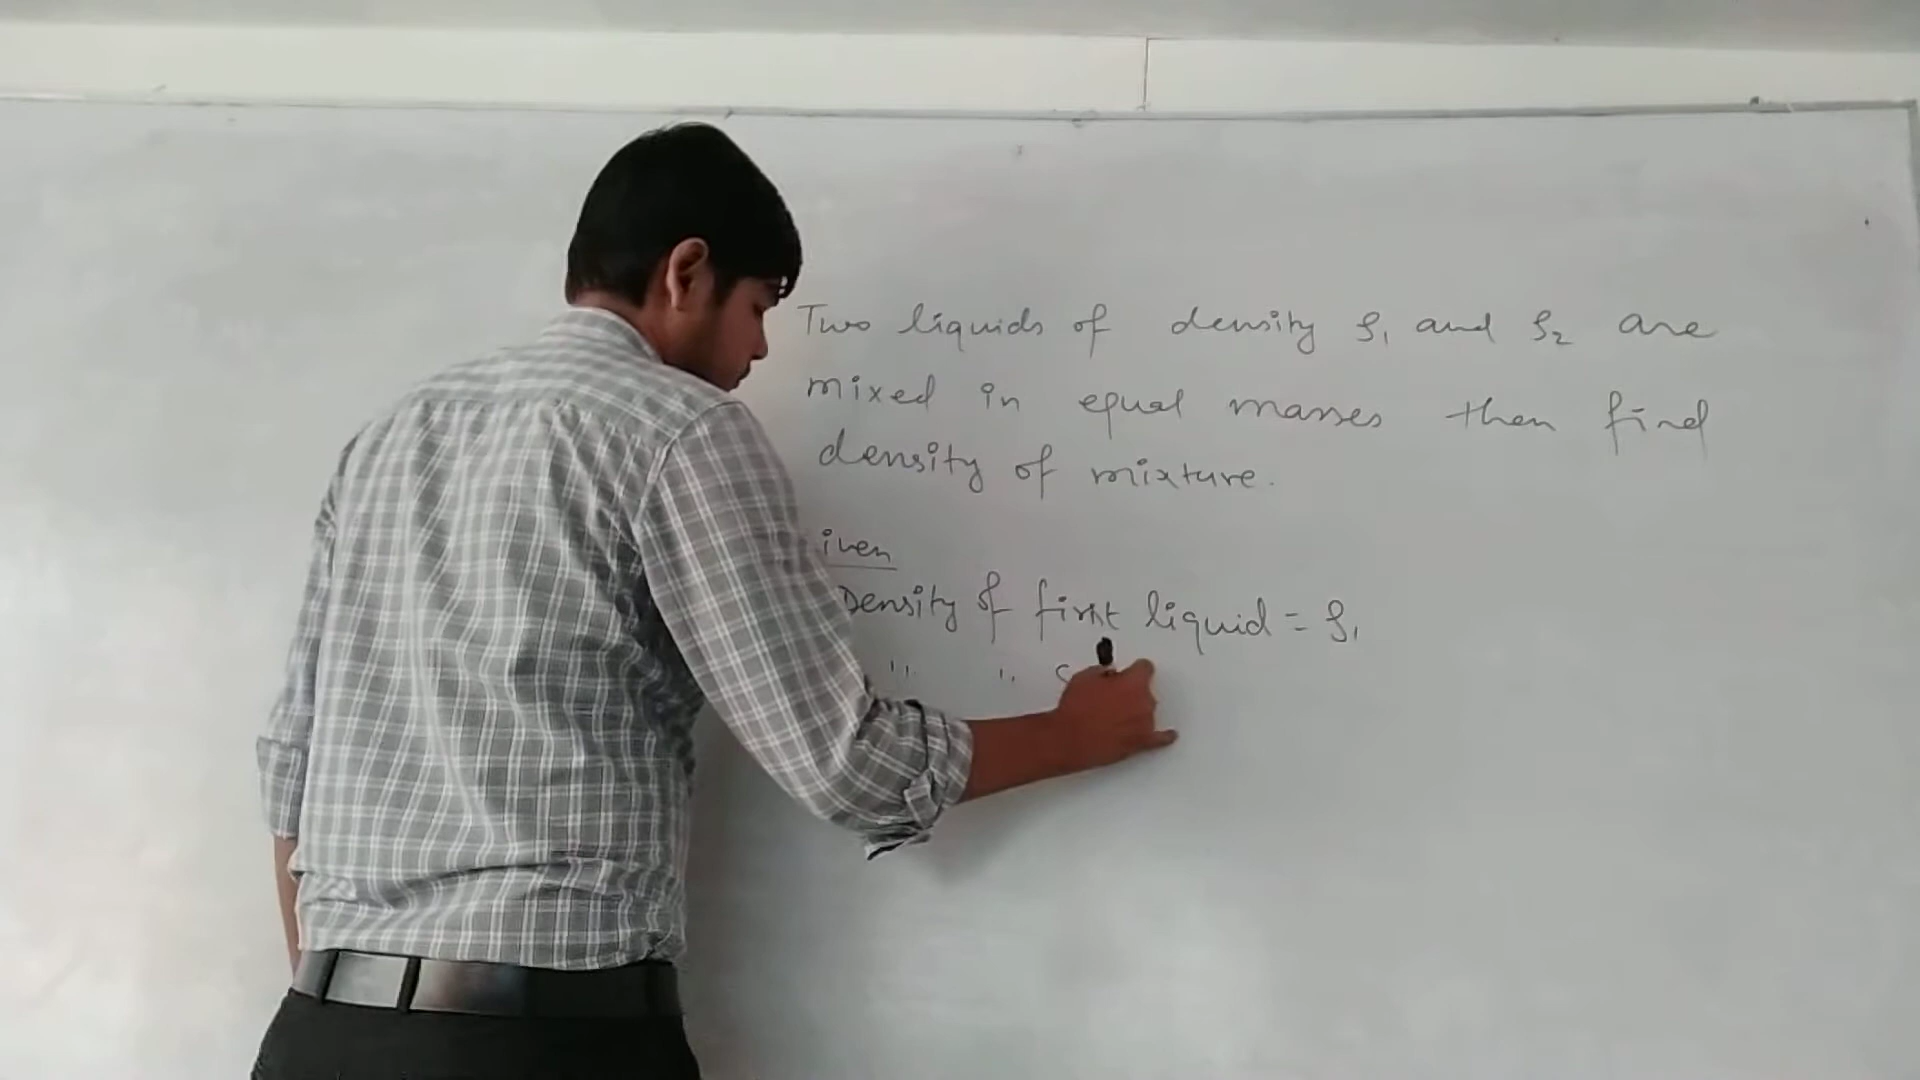 Two liquids of density ρ₁ and ρ₂ are
mixed in equal masses then find
density of mixture.
iven
Density of first liquid = ρ₁
" "